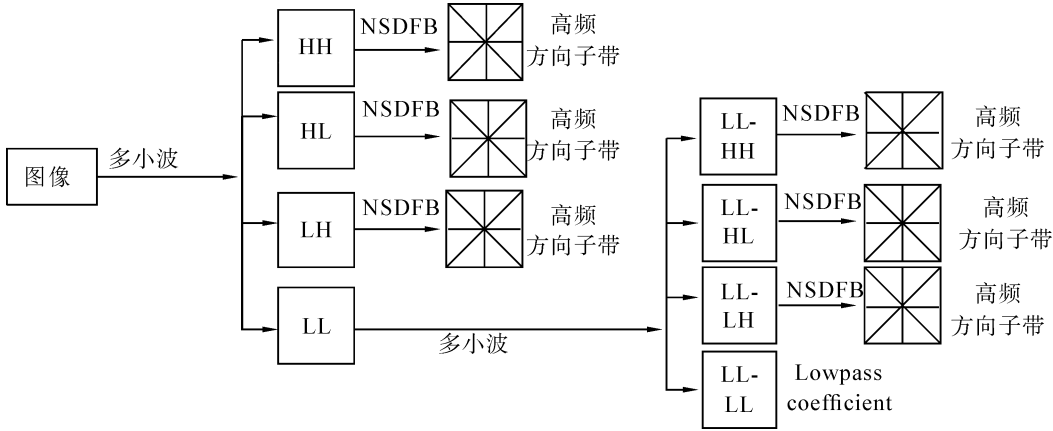 图像
多小波
HH
NSDFB
高频
方向子带
HL
NSDFB
高频
方向子带
LH
NSDFB
高频
方向子带
LL
多小波
LL-
HH
NSDFB
高频
方向子带
LL-
HL
NSDFB
高频
方向子带
LL-
LH
NSDFB
高频
方向子带
LL-
LL
Lowpass
coefficient